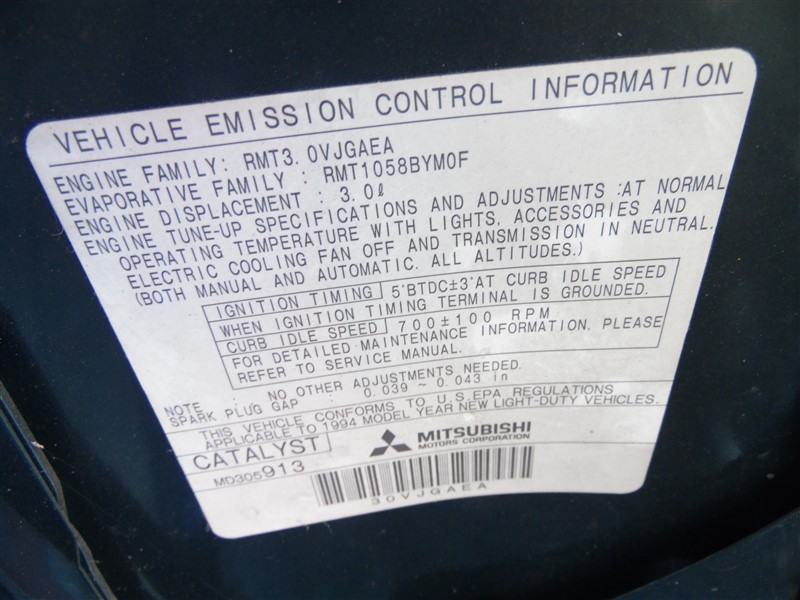 VEHICLE EMISSION CONTROL INFORMATION
ENGINE FAMILY: RMT3.0VJGAEA
EVAPORATIVE FAMILY : RMT1058BYM0F
ENGINE DISPLACEMENT : 3.0ℓ
ENGINE TUNE-UP SPECIFICATIONS AND ADJUSTMENTS :AT NORMAL
OPERATING TEMPERATURE WITH LIGHTS, ACCESSORIES AND
ELECTRIC COOLING FAN OFF AND TRANSMISSION IN NEUTRAL.
(BOTH MANUAL AND AUTOMATIC. ALL ALTITUDES.)
IGNITION TIMING 5°BTDC±3°AT CURB IDLE SPEED
WHEN IGNITION TIMING TERMINAL IS GROUNDED.
CURB IDLE SPEED 700±100 RPM
FOR DETAILED MAINTENANCE INFORMATION. PLEASE
REFER TO SERVICE MANUAL.
NOTE : NO OTHER ADJUSTMENTS NEEDED.
SPARK PLUG GAP : 0.039 ~ 0.043 in
THIS VEHICLE CONFORMS TO U.S.EPA REGULATIONS
APPLICABLE TO 1994 MODEL YEAR NEW LIGHT-DUTY VEHICLES.
CATALYST
MITSUBISHI
MOTORS CORPORATION
MD305913
30VJGAEA